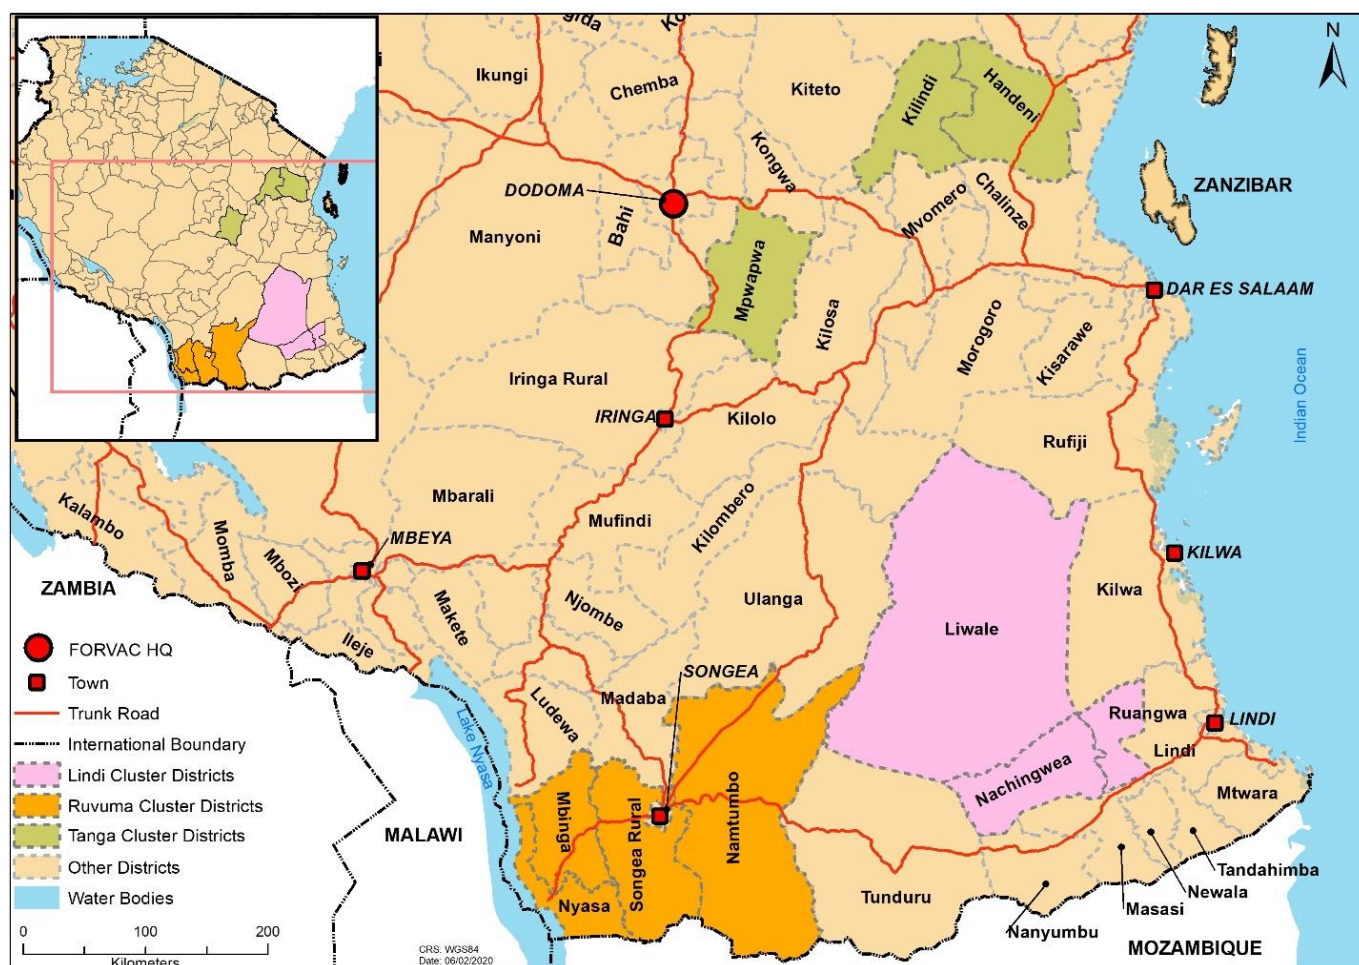 Ikungi
Chemba
Kiteto
Kilindi
Handeni
N
Kongwa
DODOMA
Bahi
Manyoni
Mpwapwa
Mvomero
Chalinze
ZANZIBAR
DAR ES SALAAM
Kilosa
Morogoro
Kisarawe
Iringa Rural
IRINGA
Kilolo
Rufiji
Indian Ocean
Kalambo
Mbarali
Mufindi
Kilombero
Momba
Mbozi
MBEYA
KILWA
ZAMBIA
Makete
Njombe
Ulanga
Kilwa
Ileje
Liwale
SONGEA
Ludewa
Madaba
Lake Nyasa
Ruangwa
LINDI
Lindi
Nachingwea
Mtwara
Mbinga
Songea Rural
Namtumbo
MALAWI
Nyasa
Tunduru
Tandahimba
Newala
Masasi
Nanyumbu
MOZAMBIQUE
FORVAC HQ
Town
Trunk Road
International Boundary
Lindi Cluster Districts
Ruvuma Cluster Districts
Tanga Cluster Districts
Other Districts
Water Bodies
0 100 200
Kilometers
CRS: WGS84
Date: 06/02/2020